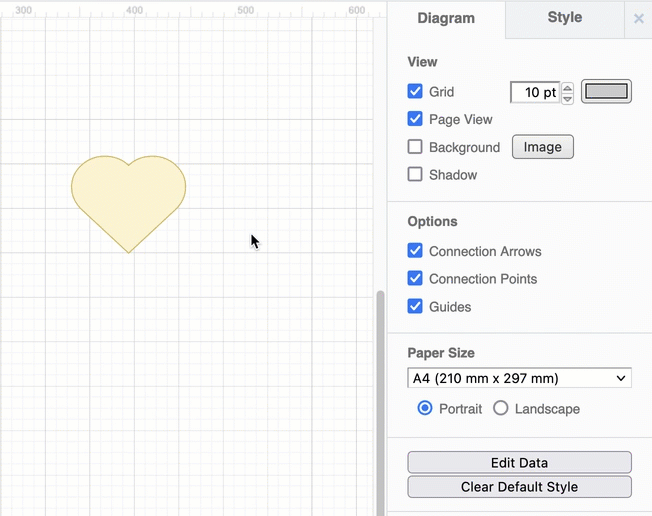 300 400 500 600
Diagram Style ×
View
Grid 10 pt
Page View
Background Image
Shadow
Options
Connection Arrows
Connection Points
Guides
Paper Size
A4 (210 mm x 297 mm)
Portrait Landscape
Edit Data
Clear Default Style